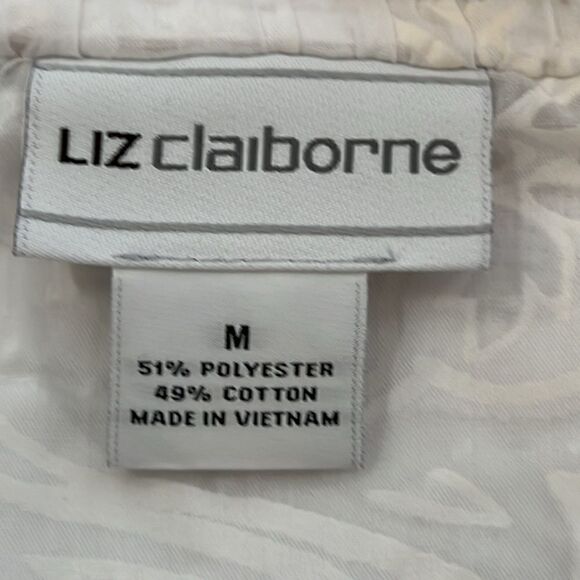 LIZ claiborne
M
51% POLYESTER
49% COTTON
MADE IN VIETNAM